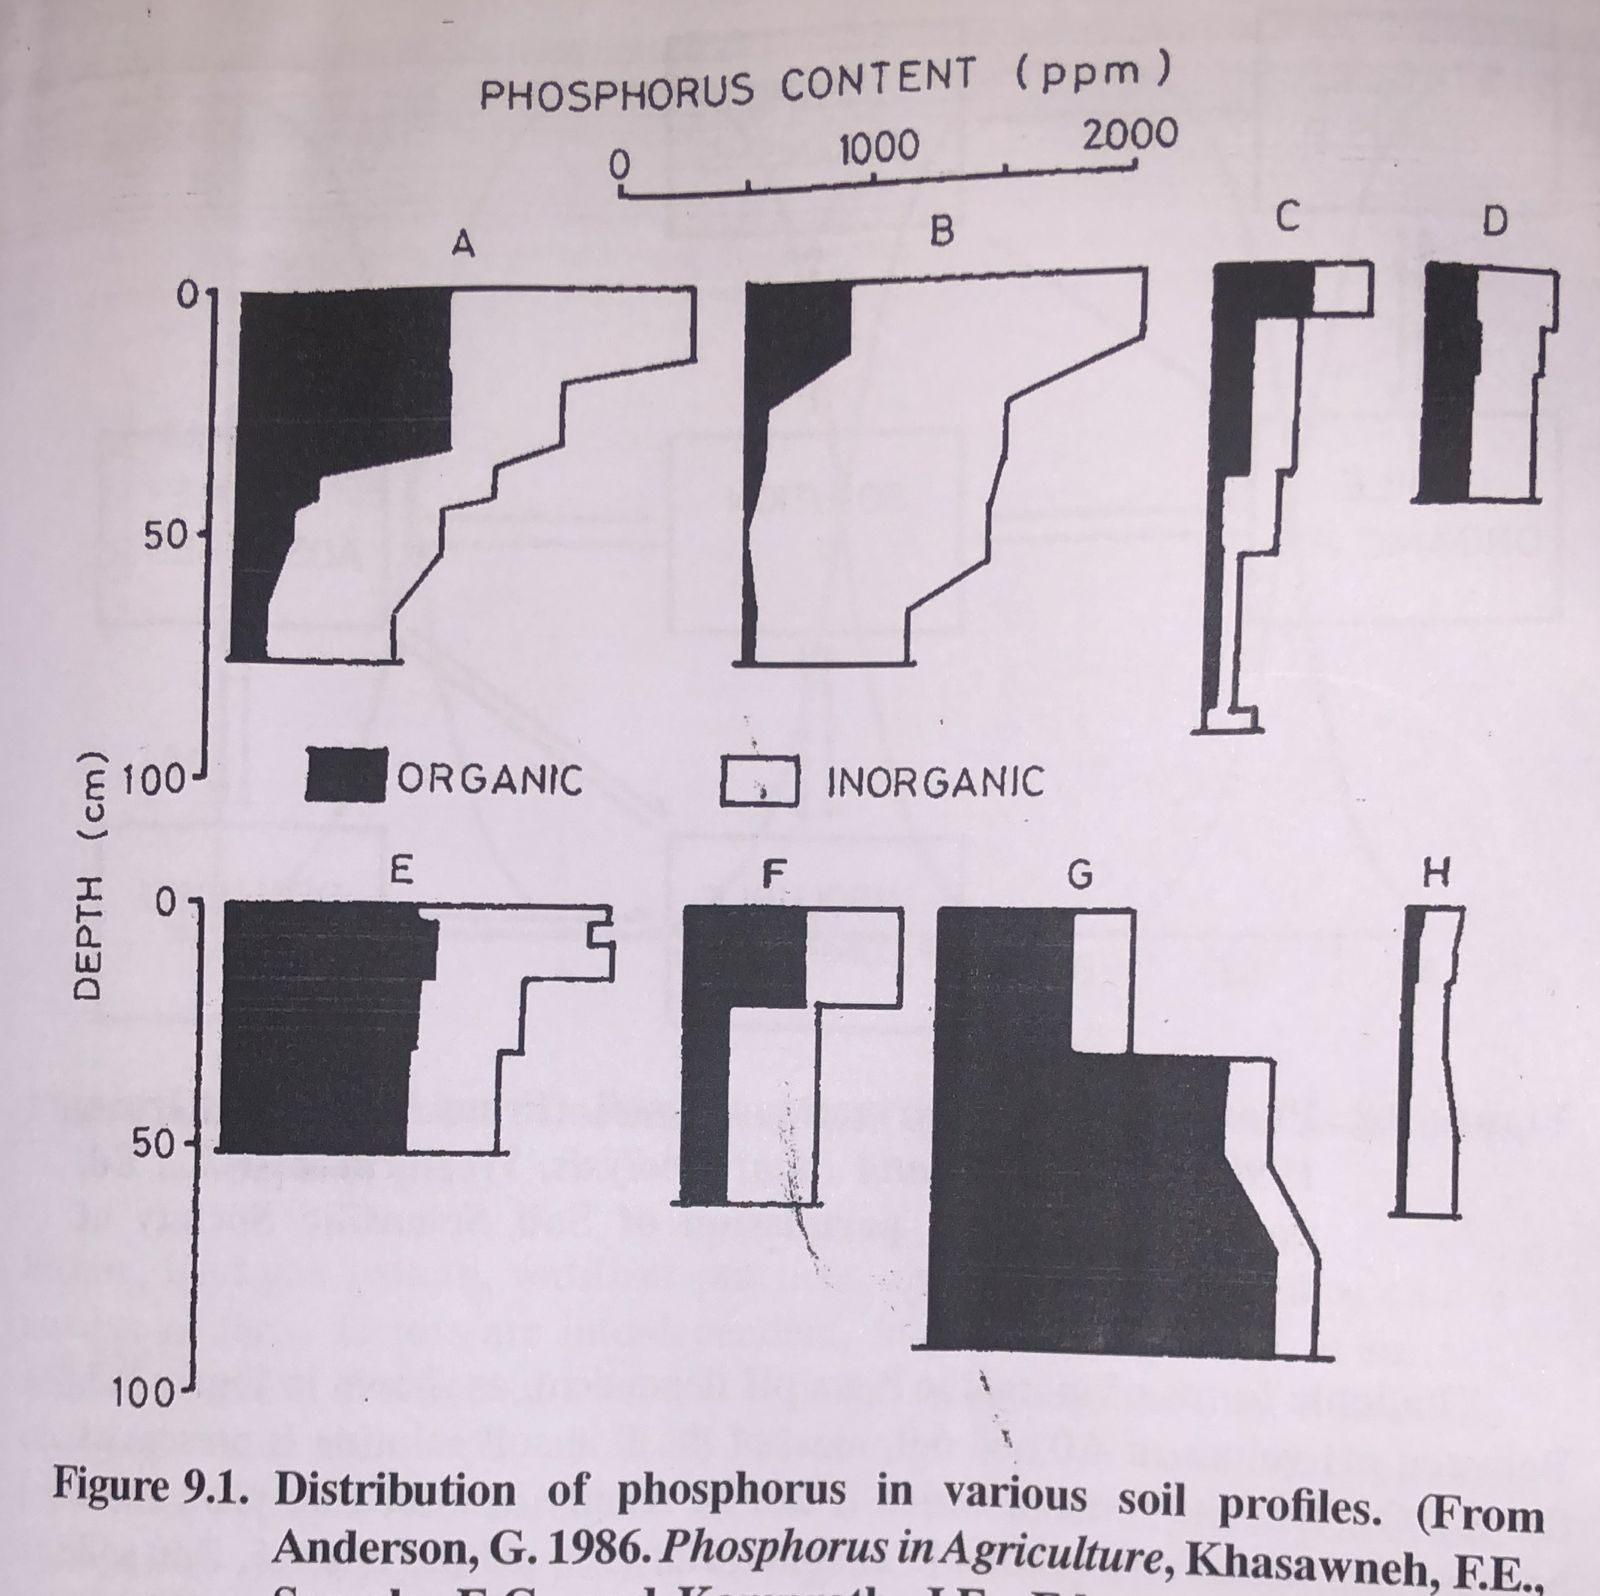 PHOSPHORUS CONTENT (ppm)
0 1000 2000
A B C D
0
50
100
DEPTH (cm)
ORGANIC INORGANIC
E F G H
0
50
100
Figure 9.1. Distribution of phosphorus in various soil profiles. (From
Anderson, G. 1986. Phosphorus in Agriculture, Khasawneh, F.E.,